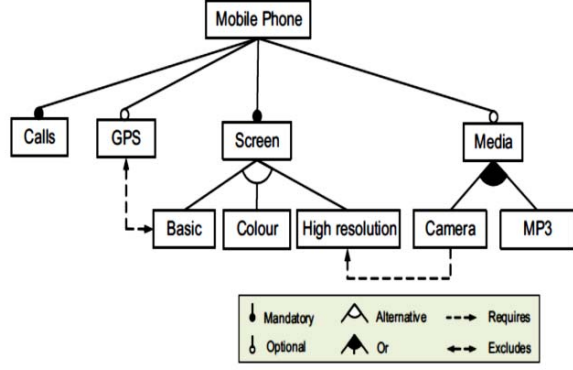 Mobile Phone
Calls
GPS
Screen
Media
Basic
Colour
High resolution
Camera
MP3
Mandatory
Alternative
Requires
Optional
Or
Excludes